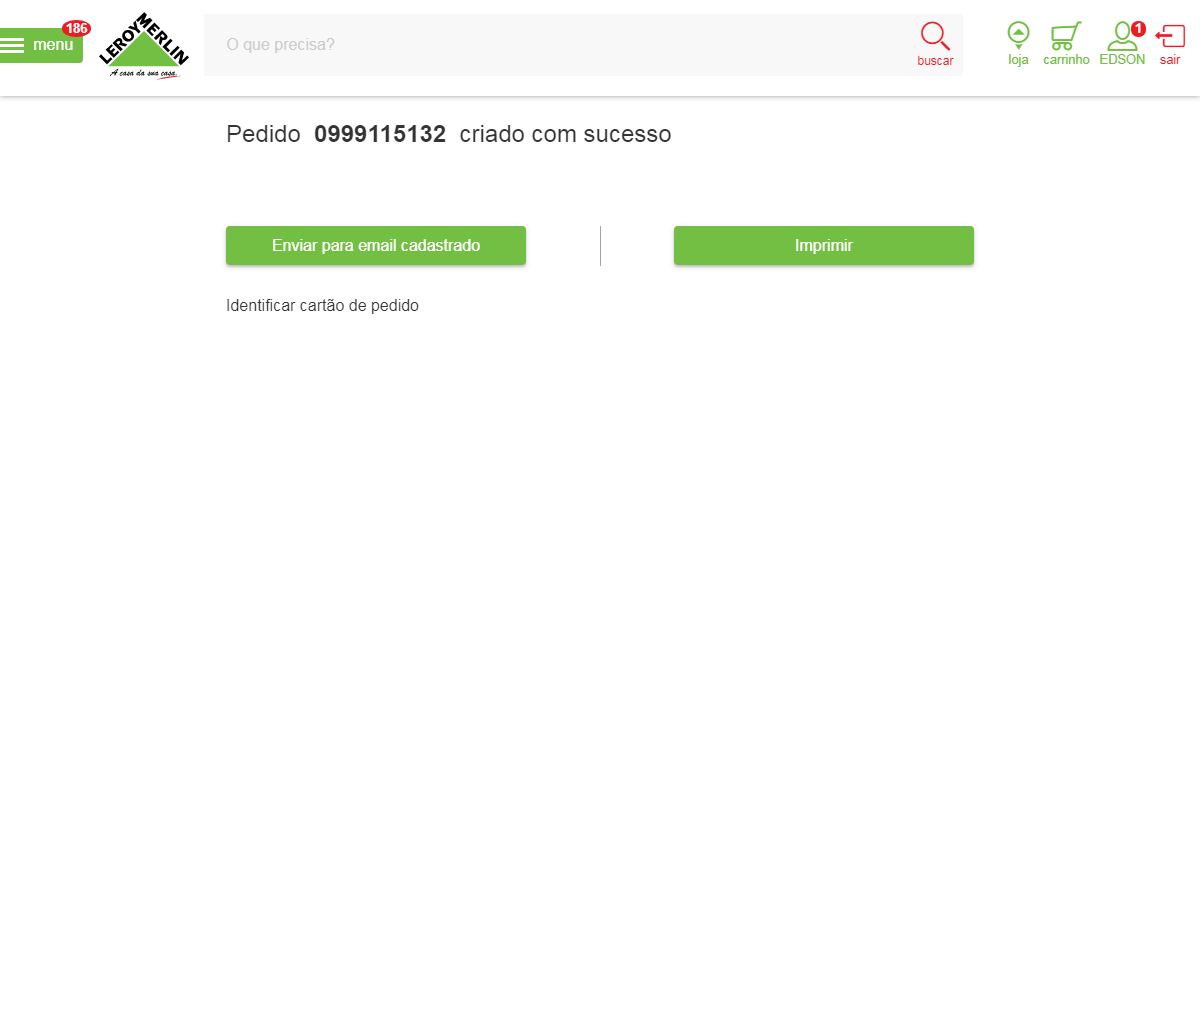 menu
186
LEROY MERLIN
A casa da sua casa.
O que precisa?
buscar
loja
carrinho
EDSON
1
sair
Pedido 0999115132 criado com sucesso
Enviar para email cadastrado
Imprimir
Identificar cartão de pedido